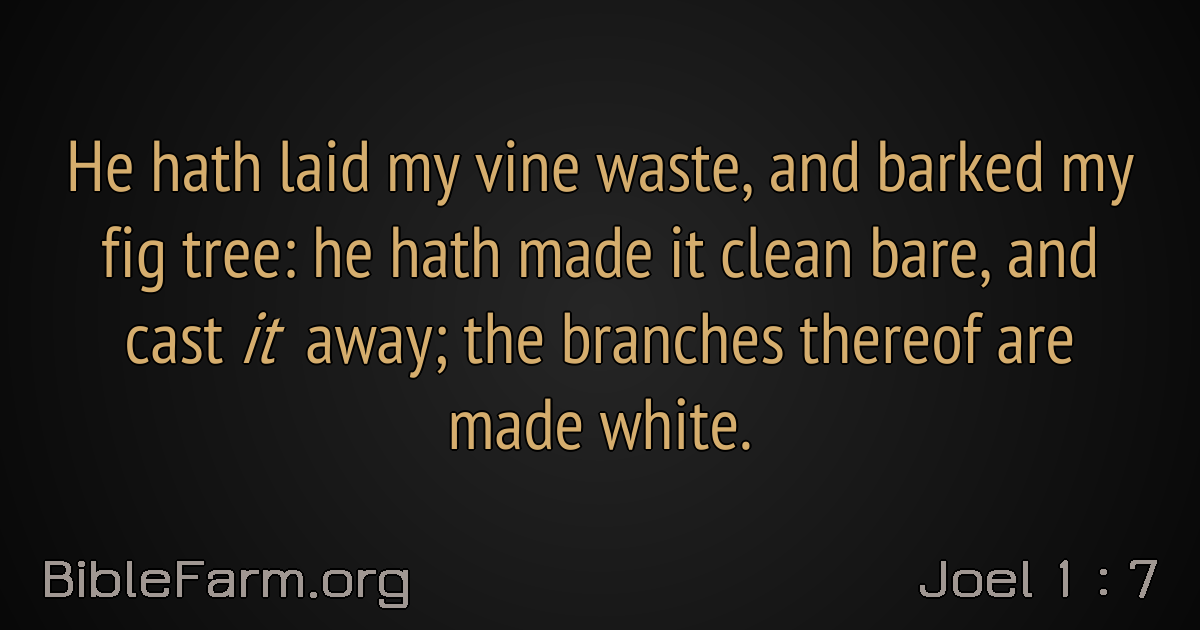 He hath laid my vine waste, and barked my
fig tree: he hath made it clean bare, and
cast it away; the branches thereof are
made white.
BibleFarm.org
Joel 1 : 7